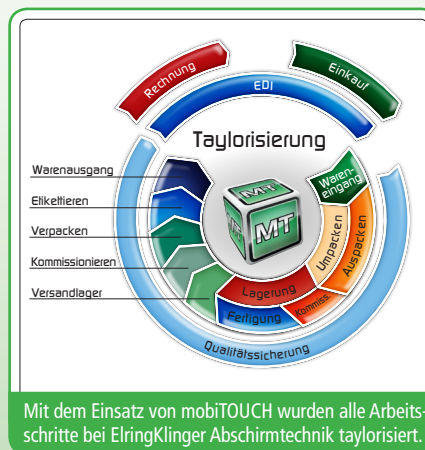 Rechnung
EDI
Einkauf
Taylorisierung
Warenausgang
Etikettieren
Verpacken
Kommissionieren
Versandlager
Waren-
eingang
Umpacken
Auspacken
MT
MT
Lagerung
Fertigung
Kommiss.
Qualitätssicherung
Mit dem Einsatz von mobiTOUCH wurden alle Arbeits-
schritte bei ElringKlinger Abschirmtechnik taylorisiert.